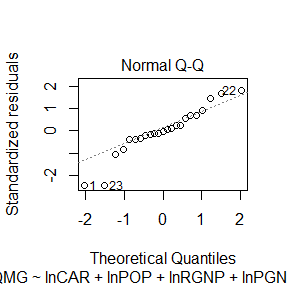 Normal Q-Q
Standardized residuals
2
0
-2
22
1
23
-2
-1
0
1
2
Theoretical Quantiles
QMG ~ lnCAR + lnPOP + lnRGNP + lnPGN